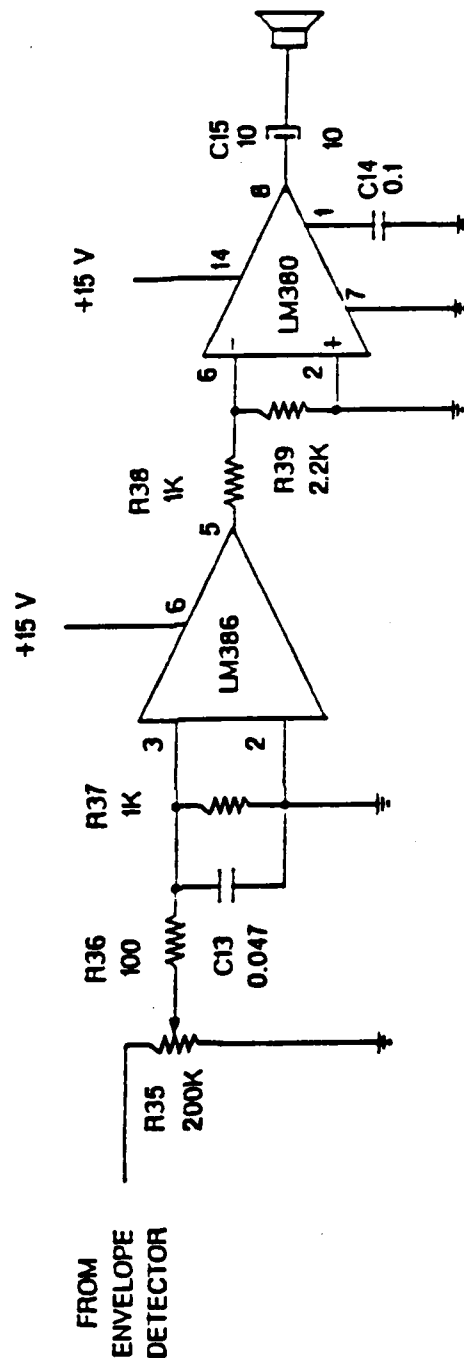 FROM
ENVELOPE
DETECTOR
R35
200K
R36
100
C13
0.047
R37
1K
3
2
LM386
+15 V
6
5
R38
1K
R39
2.2K
6
2
-
+
LM380
+15 V
14
7
8
1
C14
0.1
C15
10
10